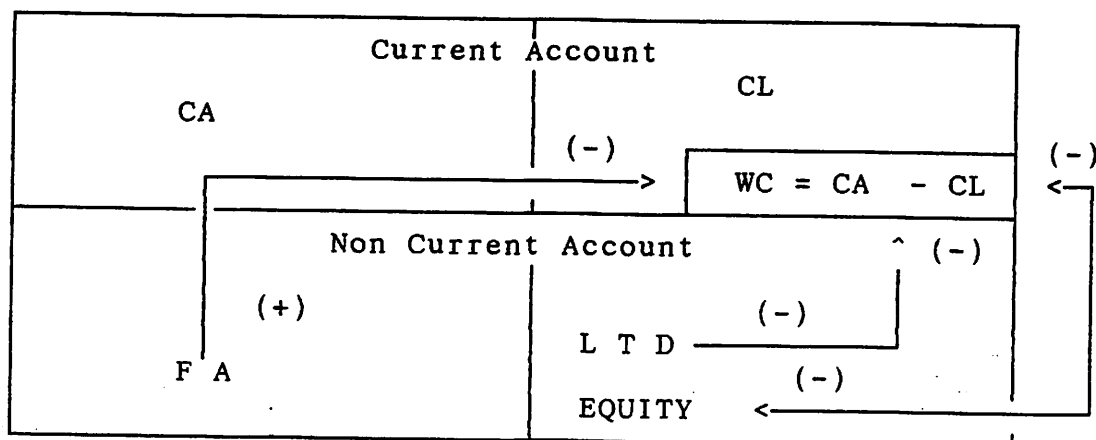 Current Account
CL
CA
(-)
(-)
WC = CA - CL
Non Current Account
^ (-)
(+)
(-)
L T D
F A
(-)
EQUITY